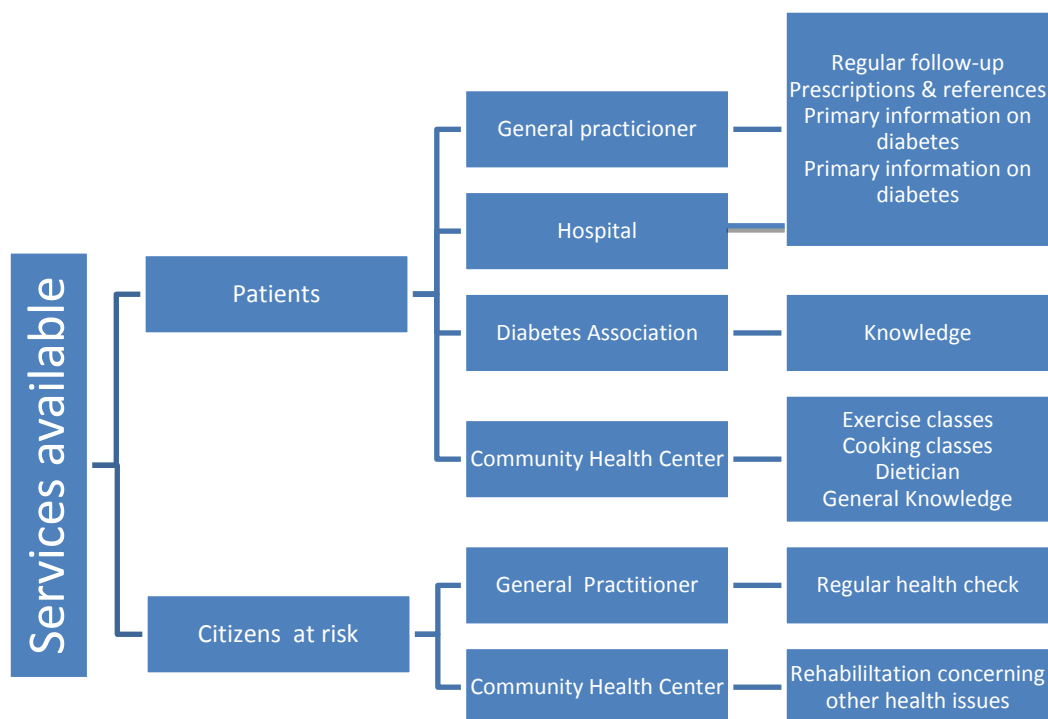 Services available
Patients
General practicioner
Regular follow-up
Prescriptions & references
Primary information on
diabetes
Primary information on
diabetes
Hospital
Diabetes Association
Knowledge
Community Health Center
Exercise classes
Cooking classes
Dietician
General Knowledge
Citizens at risk
General Practitioner
Regular health check
Community Health Center
Rehabililtation concerning
other health issues